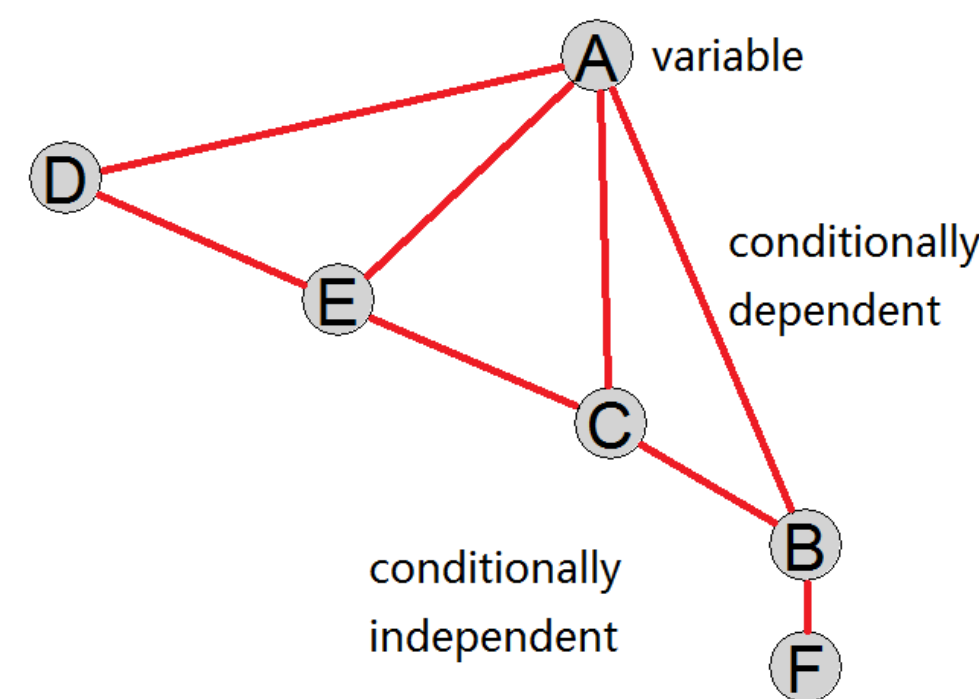 A variable
D
conditionally
dependent
E
C
B
conditionally
independent
F